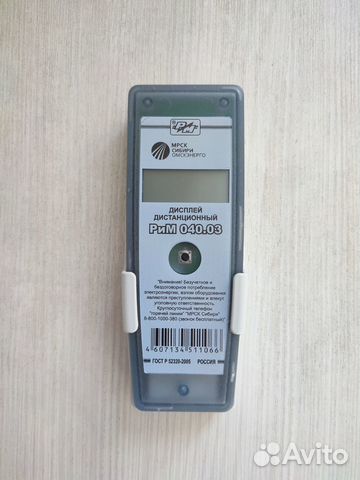 РиМ
МРСК
СИБИРИ
ОМСКЭНЕРГО
ДИСПЛЕЙ
ДИСТАНЦИОННЫЙ
РиМ 040.03
"Внимание! Безучетное и
бездоговорное потребление
электроэнергии, взлом оборудования
являются преступлениями и влекут
уголовную ответственность.
Круглосуточный телефон
"горячей линии" "МРСК Сибири"
8-800-1000-380 (звонок бесплатный)"
4 607134 511066
ГОСТ Р 52320-2005 РОССИЯ
Avito